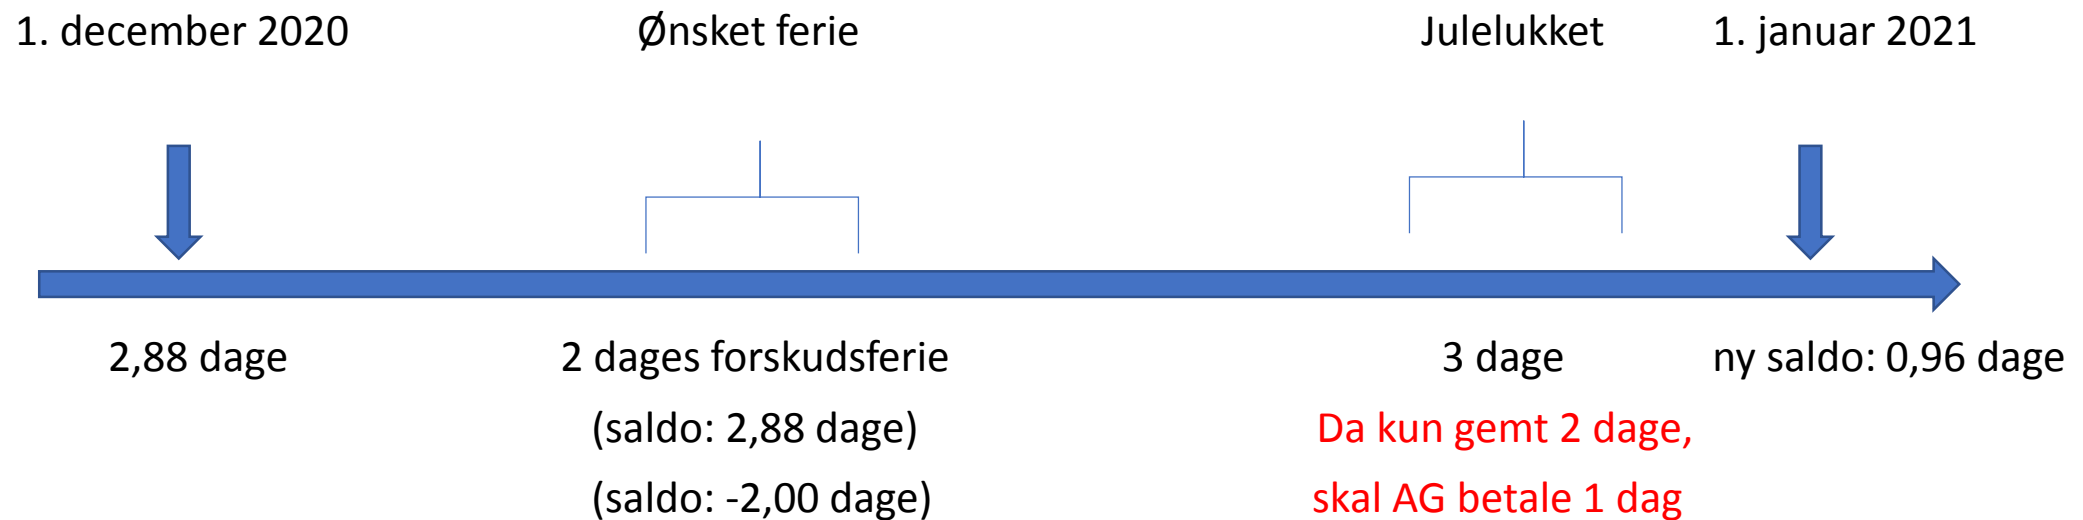 1. december 2020
Ønsket ferie
Julelukket
1. januar 2021
2,88 dage
2 dages forskudsferie
(saldo: 2,88 dage)
(saldo: -2,00 dage)
3 dage
Da kun gemt 2 dage,
skal AG betale 1 dag
ny saldo: 0,96 dage